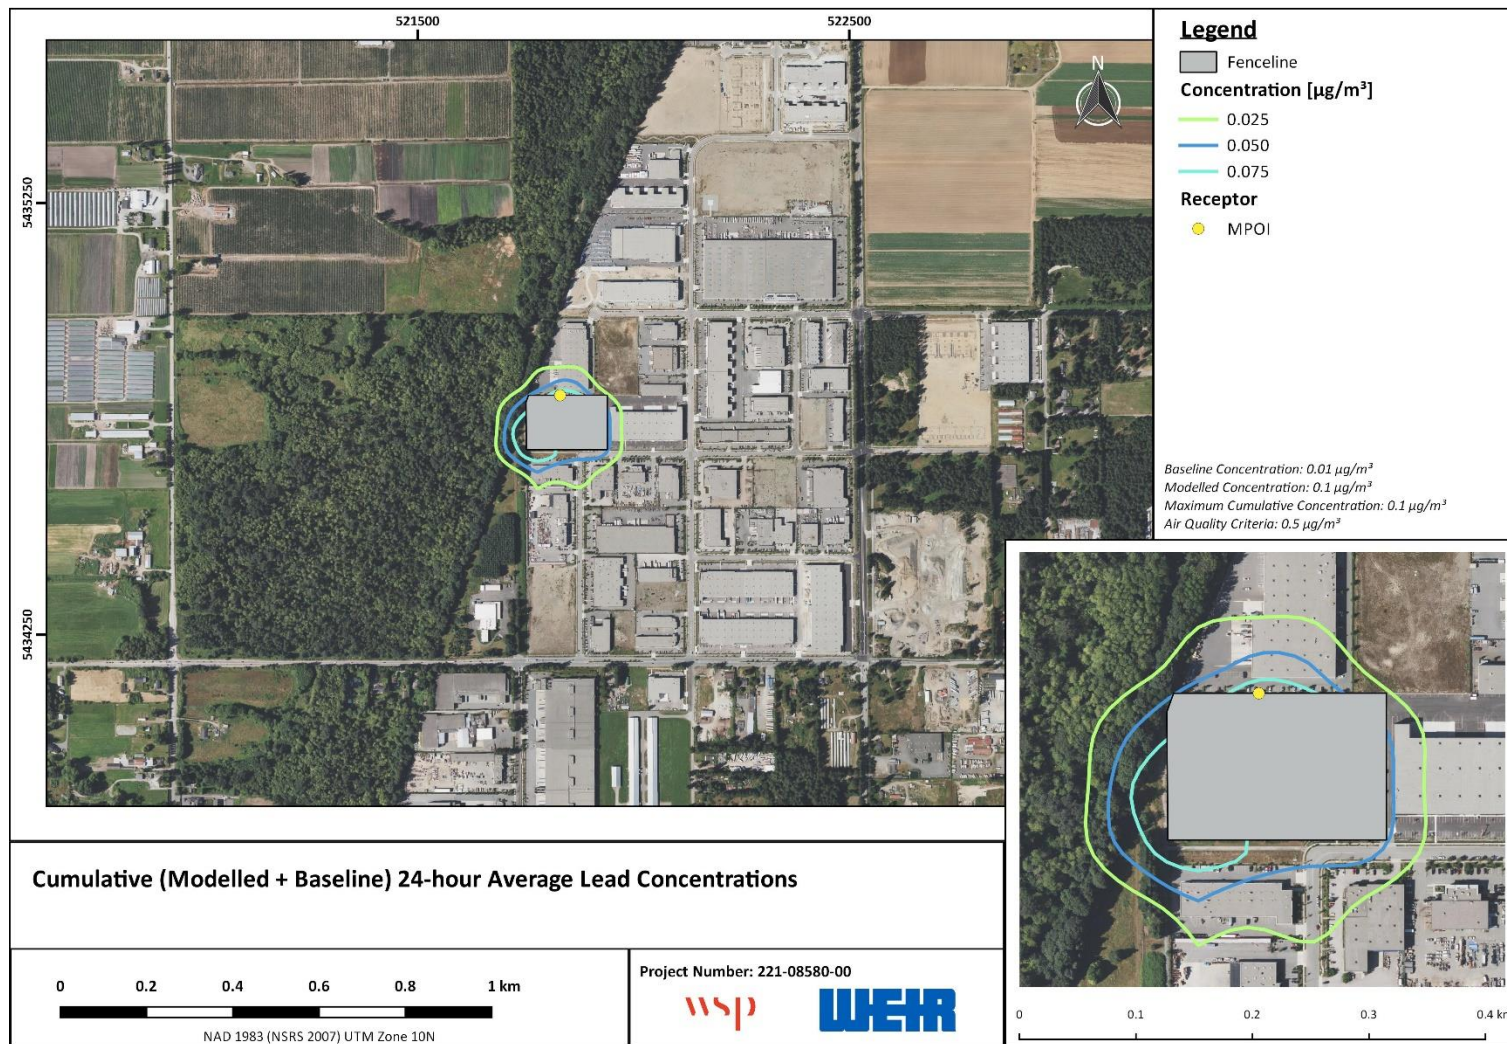 521500
522500
5435250
5434250
N
Legend
Fenceline
Concentration [µg/m³]
0.025
0.050
0.075
Receptor
MPOI
Baseline Concentration: 0.01 µg/m³
Modelled Concentration: 0.1 µg/m³
Maximum Cumulative Concentration: 0.1 µg/m³
Air Quality Criteria: 0.5 µg/m³
Cumulative (Modelled + Baseline) 24-hour Average Lead Concentrations
0 0.2 0.4 0.6 0.8 1 km
NAD 1983 (NSRS 2007) UTM Zone 10N
Project Number: 221-08580-00
wsp WEIR
0 0.1 0.2 0.3 0.4 km